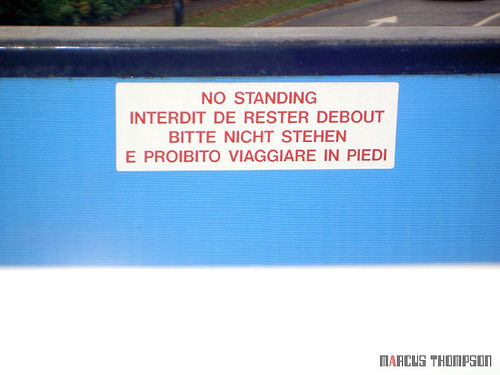 NO STANDING
INTERDIT DE RESTER DEBOUT
BITTE NICHT STEHEN
E PROIBITO VIAGGIARE IN PIEDI
MARCUS THOMPSON